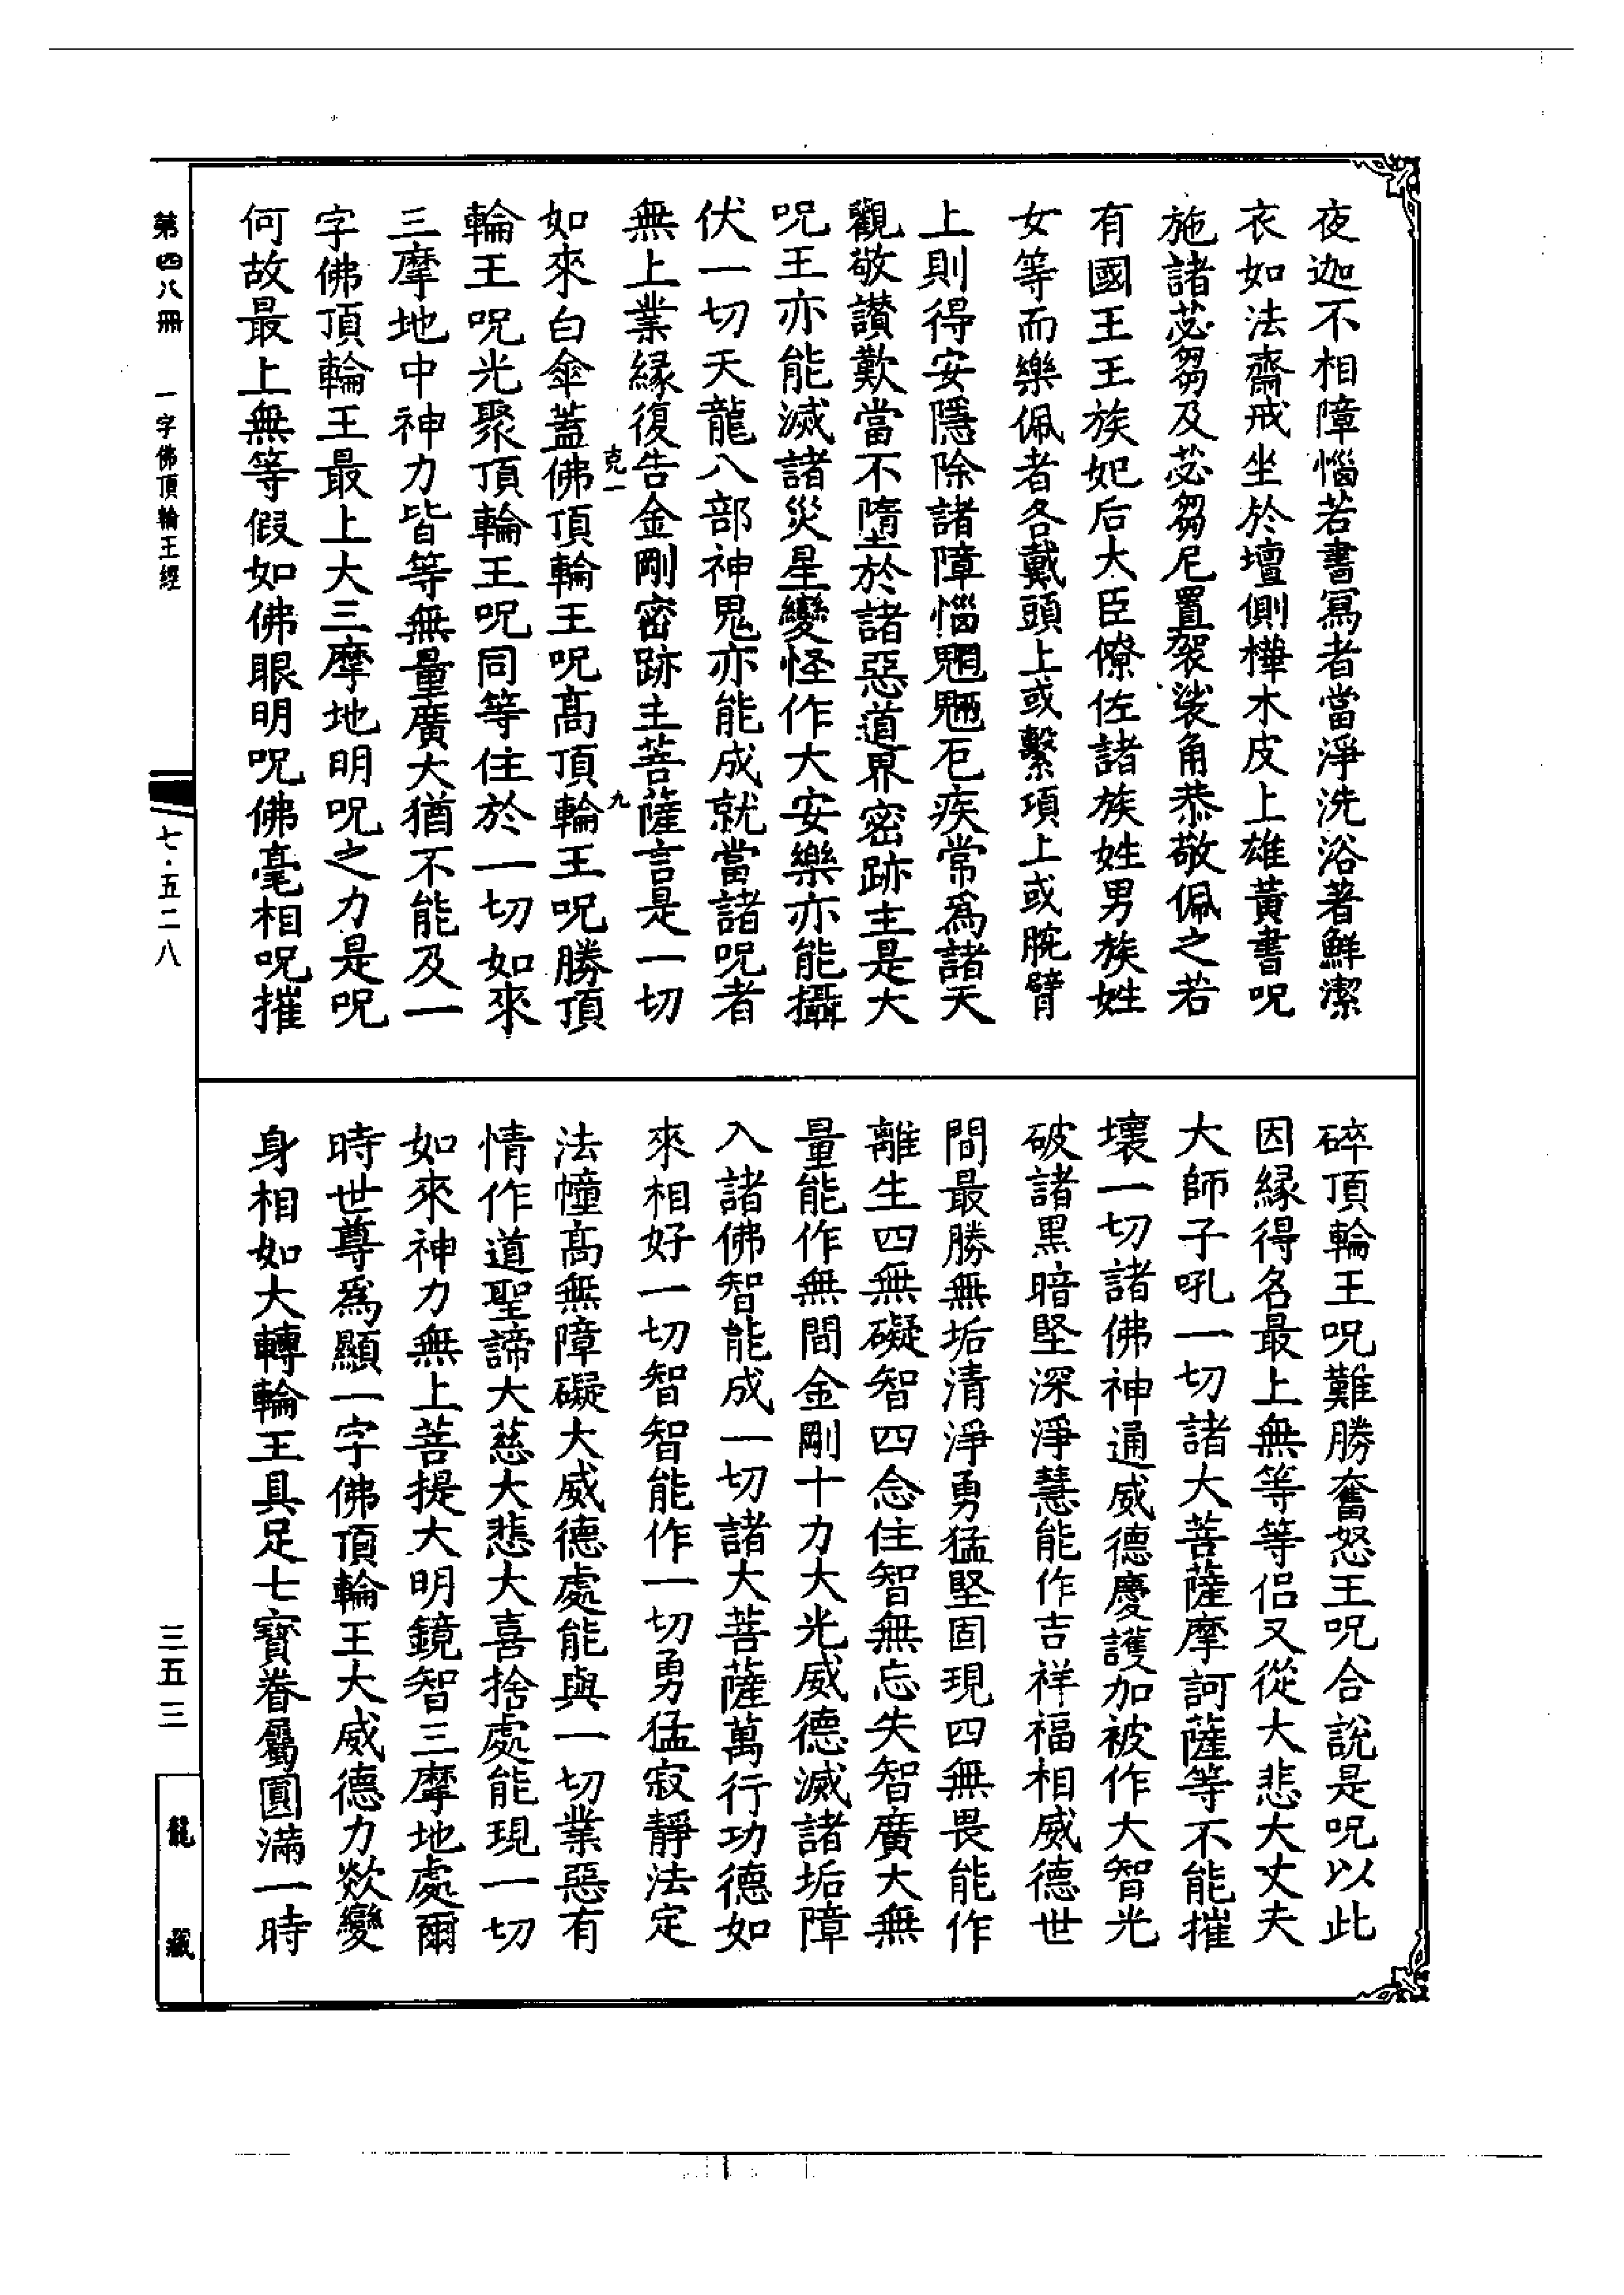 夜迦不相障惱若書寫者當淨洗浴著鮮潔
衣如法齋戒坐於壇側樺木皮上雄黃書呪
施諸苾芻及苾芻尼置袈裟角恭敬佩之若
有國王王族妃后大臣僚佐諸族姓男族姓
女等而樂佩者各戴頭上或繫項上或腕臂
上則得安隱除諸障惱魍魎厄疾常爲諸天
觀敬讃歎當不墮於諸惡道界密跡主是大
呪王亦能滅諸災星變怪作大安樂亦能攝
伏一切天龍八部神鬼亦能成就當諸呪者
無上業緣復告金剛密跡主菩薩言是一切
克一
九
如來白傘蓋佛頂輪王呪高頂輪王呪勝頂
輪王呪光聚頂輪王呪同等住於一切如來
三摩地中神力皆等無量廣大猶不能及一
字佛頂輪王最上大三摩地明呪之力是呪
何故最上無等假如佛眼明呪佛毫相呪摧
碎頂輪王呪難勝奮怒王呪合說是呪以此
因緣得名最上無等等侶又從大悲大丈夫
大師子吼一切諸大菩薩摩訶薩等不能摧
壞一切諸佛神通威德慶護加被作大智光
破諸黑暗堅深淨慧能作吉祥福相威德世
間最勝無垢清淨勇猛堅固現四無畏能作
離生四無礙智四念住智無忘失智廣大無
量能作無間金剛十力大光威德滅諸垢障
入諸佛智能成一切諸大菩薩萬行功德如
來相好一切智智能作一切勇猛寂靜法定
法幢高無障礙大威德處能與一切業惡有
情作道聖諦大慈大悲大喜捨處能現一切
如來神力無上菩提大明鏡智三摩地處爾
時世尊爲顯一字佛頂輪王大威德力欻變
身相如大轉輪王具足七寶眷屬圓滿一時
第四八冊 一字佛頂輪王經
七·五二八
三五三
龍藏